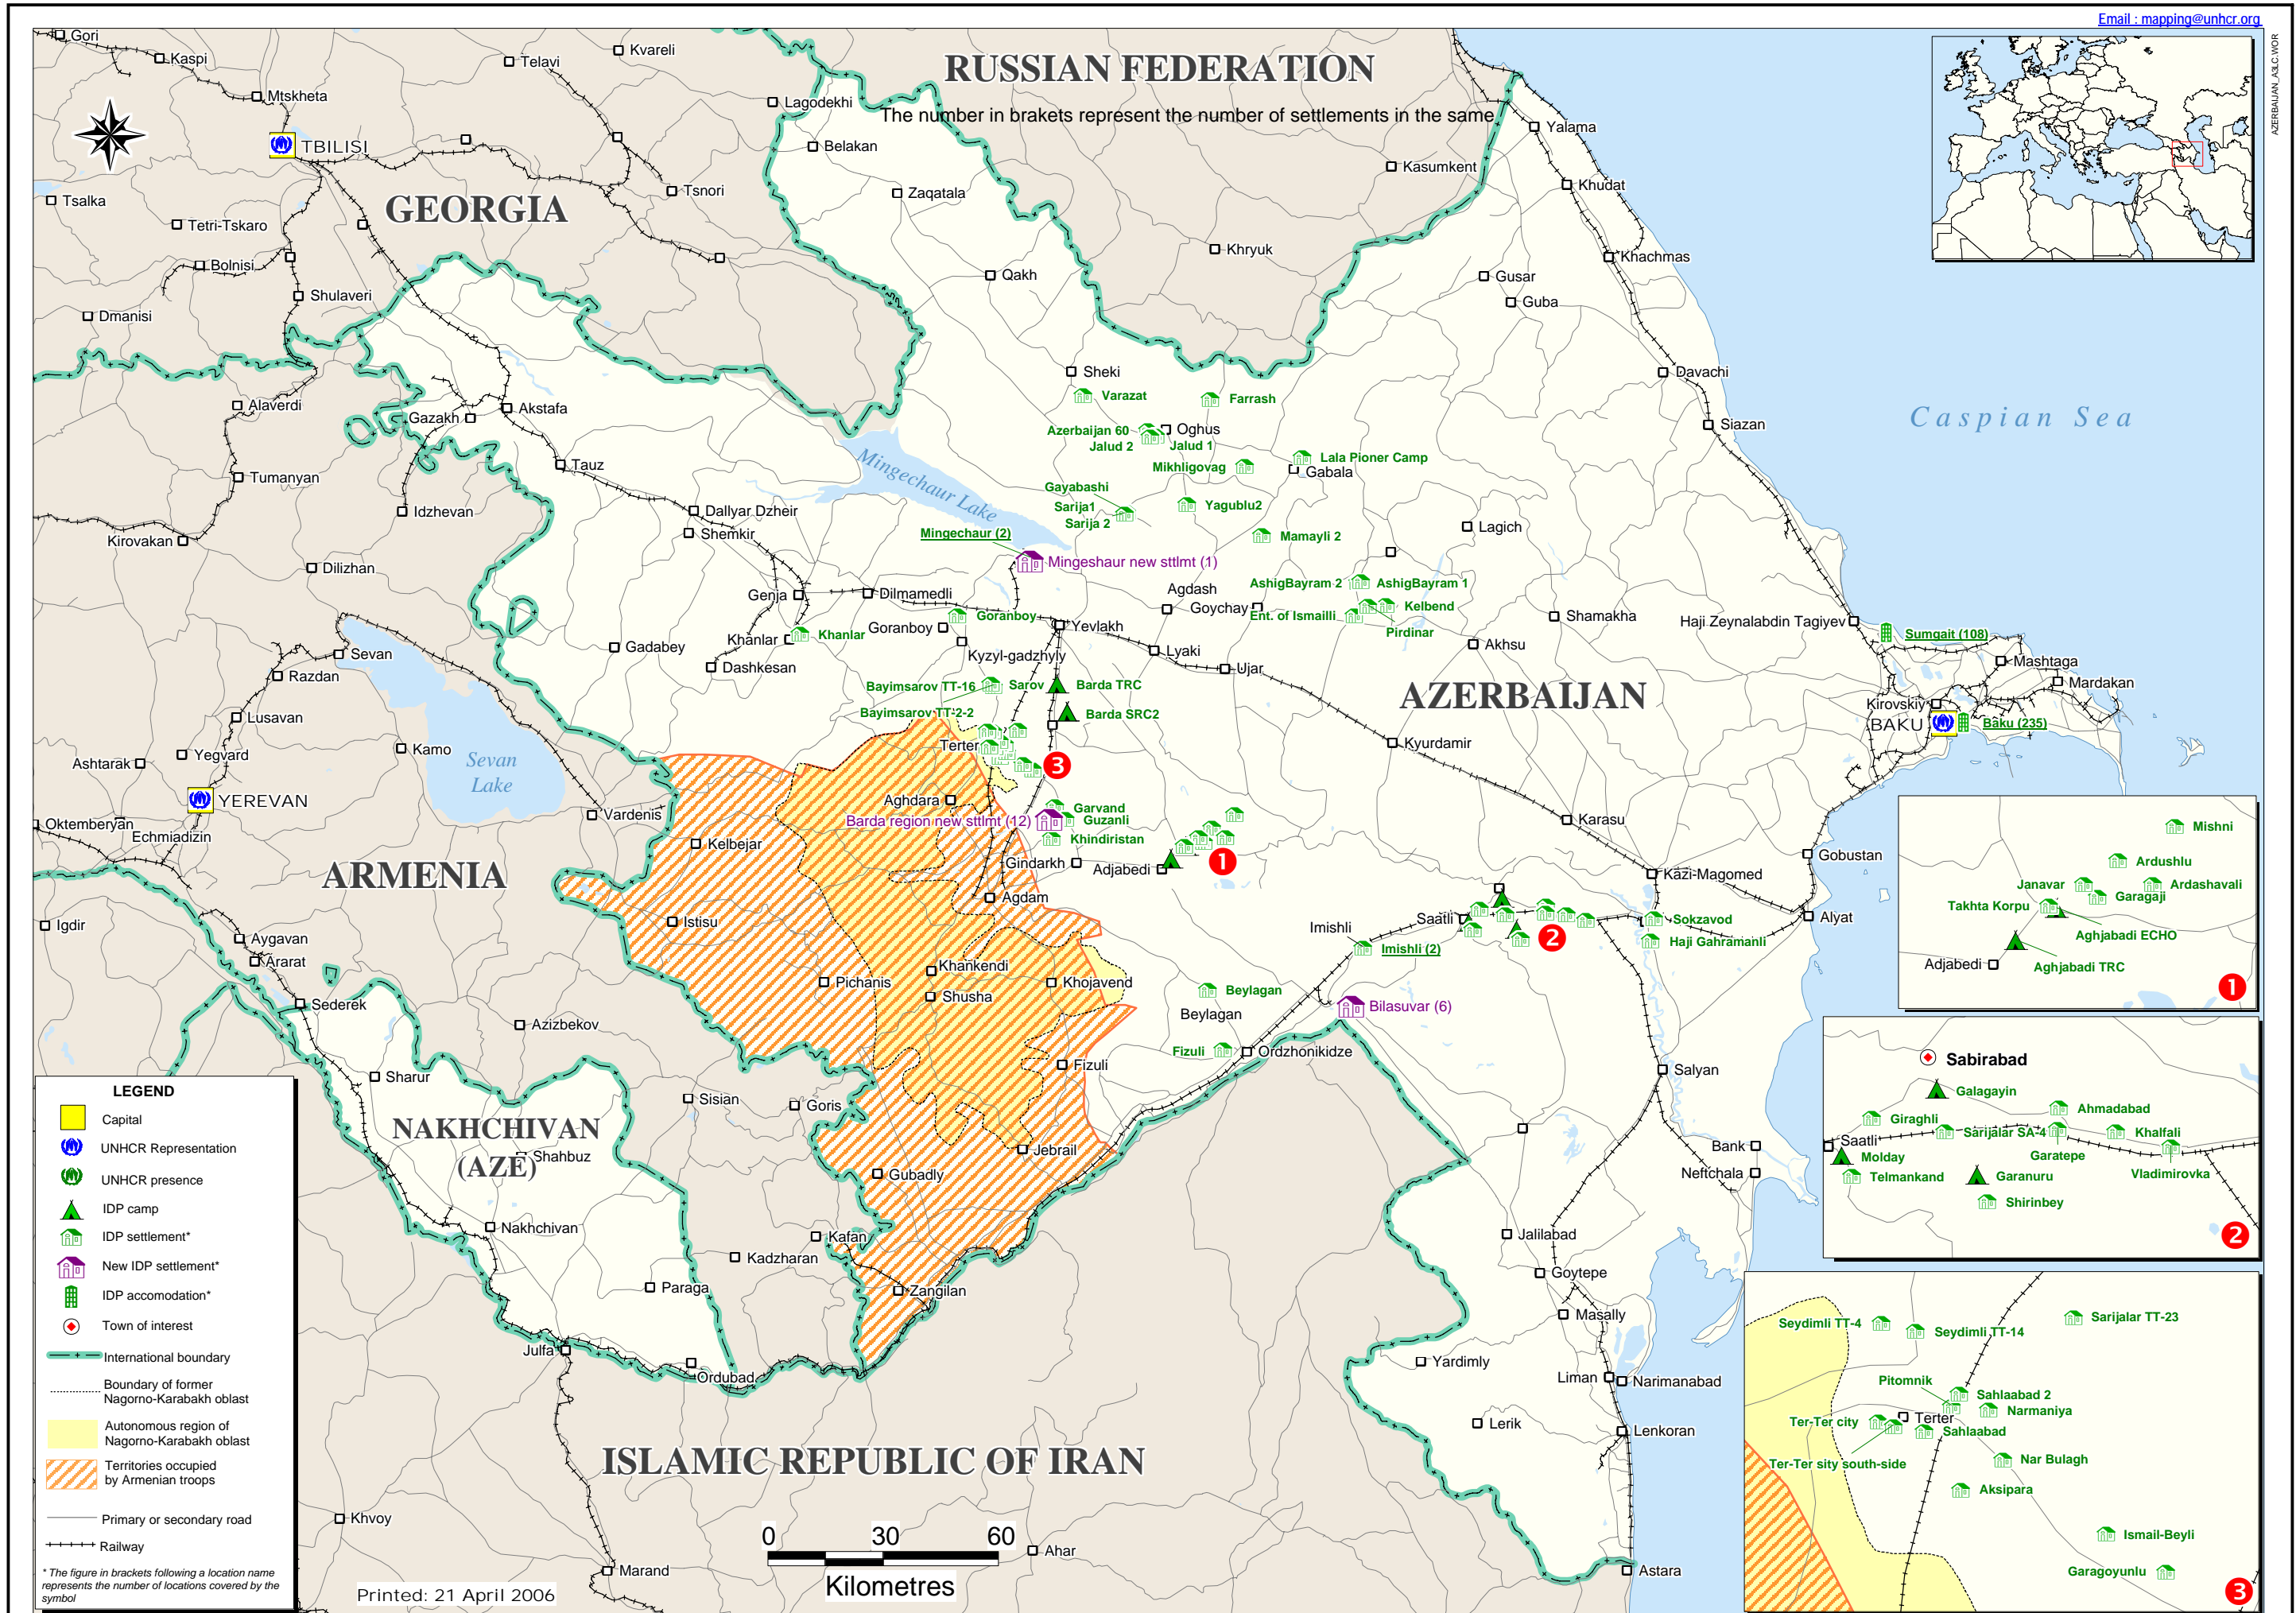 Email : mapping@unhcr.org
AZERBAIJAN_A3LC.WOR
RUSSIAN FEDERATION
The number in brakets represent the number of settlements in the same
Gori
Kaspi
Mtskheta
TBILISI
Telavi
Kvareli
Lagodekhi
Belakan
Zaqatala
Tsnori
GEORGIA
Tsalka
Tetri-Tskaro
Bolnisi
Shulaveri
Dmanisi
Qakh
Khryuk
Kasumkent
Yalama
Khudat
Khachmas
Gusar
Guba
Davachi
Siazan
Caspian Sea
Alaverdi
Gazakh
Akstafa
Tauz
Tumanyan
Idzhevan
Kirovakan
Dilizhan
Dallyar Dzheir
Shemkir
Sheki
Varazat
Farrash
Azerbaijan 60
Oghus
Jalud 2
Jalud 1
Mikhligovag
Lala Pioner Camp
Gabala
Gayabashi
Sarija1
Sarija 2
Yagublu2
Mingechaur Lake
Mingechaur (2)
Mingeshaur new sttlmt (1)
Mamayli 2
Lagich
AshigBayram 2
AshigBayram 1
Agdash
Goychay
Ent. of Ismailli
Kelbend
Pirdinar
Shamakha
Akhsu
Haji Zeynalabdin Tagiyev
Sumgait (108)
Mashtaga
Mardakan
Kirovskiy
BAKU
Baku (235)
Genja
Dilmamedli
Khanlar
Khanlar
Goranboy
Goranboy
Yevlakh
Kyzyl-gadzhyly
Lyaki
Ujar
Gadabey
Dashkesan
Bayimsarov TT-16
Sarov
Barda TRC
Bayimsarov TT-2-2
Barda SRC2
Terter
3
AZERBAIJAN
Kyurdamir
Sevan
Razdan
Lusavan
Yegvard
Kamo
Ashtarak
YEREVAN
Sevan
Lake
Oktemberyan
Echmiadizin
Vardenis
ARMENIA
Aghdara
Barda region new sttlmt (12)
Garvand
Guzanli
Khindiristan
Kelbejar
Gindarkh
Adjabedi
1
Agdam
Karasu
Kazi-Magomed
Gobustan
Alyat
Istisu
Imishli
Saatli
Imishli (2)
2
Sokzavod
Haji Gahramanli
Igdir
Aygavan
Ararat
Sederek
Azizbekov
Pichanis
Khankendi
Shusha
Khojavend
Beylagan
Beylagan
Bilasuvar (6)
Fizuli
Ordzhonikidze
Fizuli
Salyan
Sharur
Sisian
Goris
NAKHCHIVAN
(AZE)
Shahbuz
Jebrail
Gubadly
Nakhchivan
Kafan
Kadzharan
Paraga
Zangilan
Julfa
Ordubad
Bank
Neftchala
Jalilabad
Goytepe
Masally
Yardimly
Liman
Narimanabad
Lerik
Lenkoran
Astara
ISLAMIC REPUBLIC OF IRAN
Khvoy
Marand
Ahar
0 30 60
Kilometres
Printed: 21 April 2006
LEGEND
Capital
UNHCR Representation
UNHCR presence
IDP camp
IDP settlement*
New IDP settlement*
IDP accomodation*
Town of interest
International boundary
Boundary of former
Nagorno-Karabakh oblast
Autonomous region of
Nagorno-Karabakh oblast
Territories occupied
by Armenian troops
Primary or secondary road
Railway
* The figure in brackets following a location name
represents the number of locations covered by the
symbol
Mishni
Ardushlu
Janavar
Ardashavali
Garagaji
Takhta Korpu
Aghjabadi ECHO
Adjabedi
Aghjabadi TRC
1
Sabirabad
Galagayin
Giraghli
Ahmadabad
Sarijalar SA-4
Khalfali
Saatli
Molday
Garatepe
Telmankand
Garanuru
Vladimirovka
Shirinbey
2
Seydimli TT-4
Seydimli TT-14
Sarijalar TT-23
Pitomnik
Sahlaabad 2
Narmaniya
Ter-Ter city
Terter
Sahlaabad
Ter-Ter sity south-side
Nar Bulagh
Aksipara
Ismail-Beyli
Garagoyunlu
3